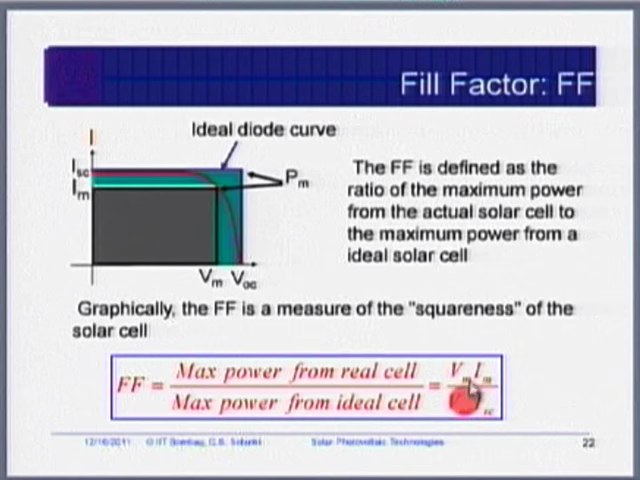 Fill Factor: FF
Ideal diode curve
I
Isc
Im
Pm
Vm Voc
The FF is defined as the
ratio of the maximum power
from the actual solar cell to
the maximum power from a
ideal solar cell
Graphically, the FF is a measure of the "squareness" of the
solar cell
FF = Max power from real cell / Max power from ideal cell = Vm Im / sc
12/16/2011 © IIT Bombay, C.S. Solanki Solar Photovoltaic Technologies 22